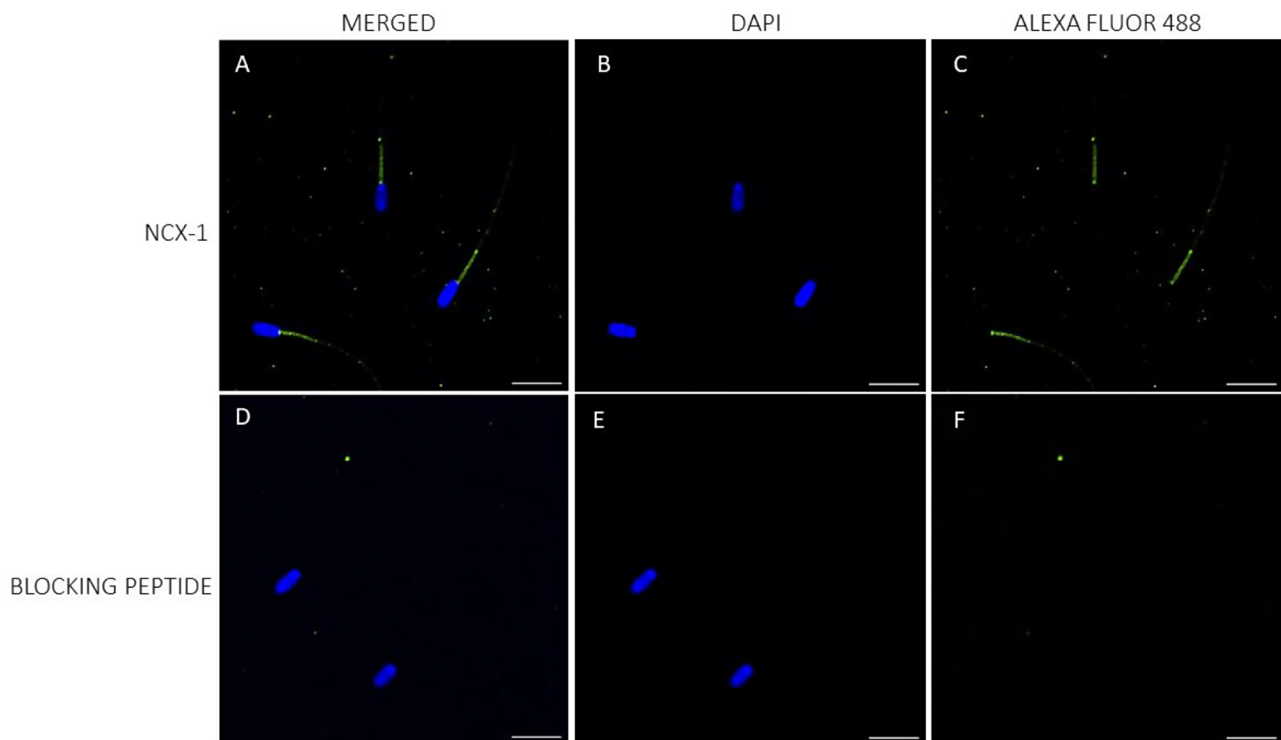 MERGED DAPI ALEXA FLUOR 488
A B C
NCX-1
D E F
BLOCKING PEPTIDE